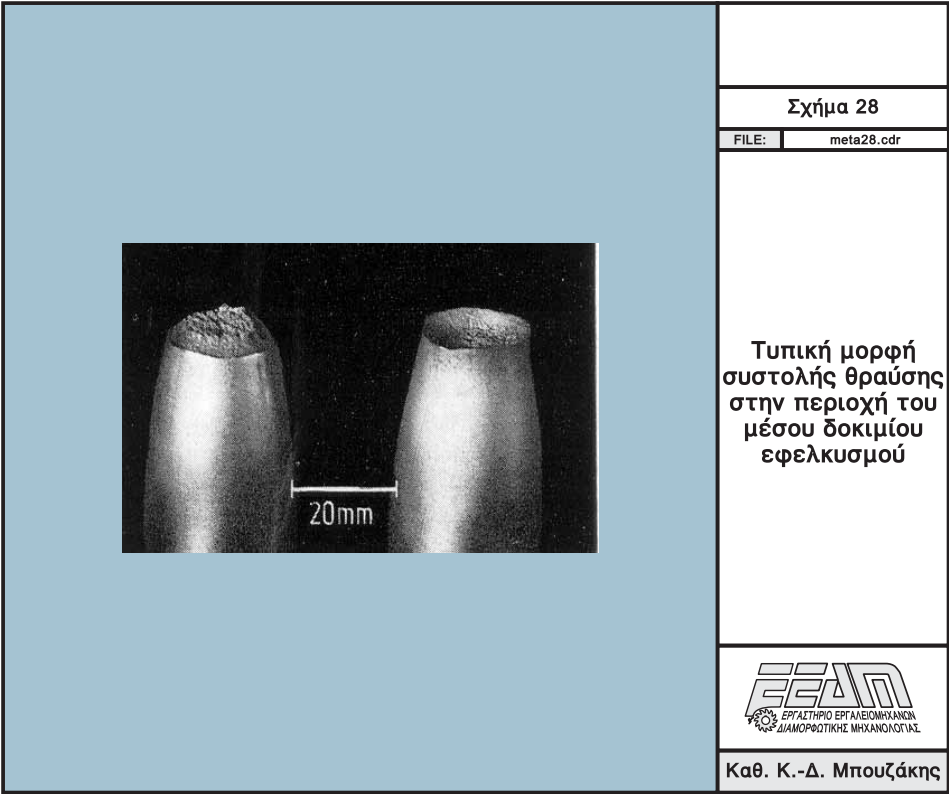 20mm
Σχήμα 28
FILE: meta28.cdr
Τυπική μορφή
συστολής θραύσης
στην περιοχή του
μέσου δοκιμίου
εφελκυσμού
ΕΕΔΜ
ΕΡΓΑΣΤΗΡΙΟ ΕΡΓΑΛΕΙΟΜΗΧΑΝΩΝ
ΔΙΑΜΟΡΦΩΤΙΚΗΣ ΜΗΧΑΝΟΛΟΓΙΑΣ
Καθ. Κ.-Δ. Μπουζάκης